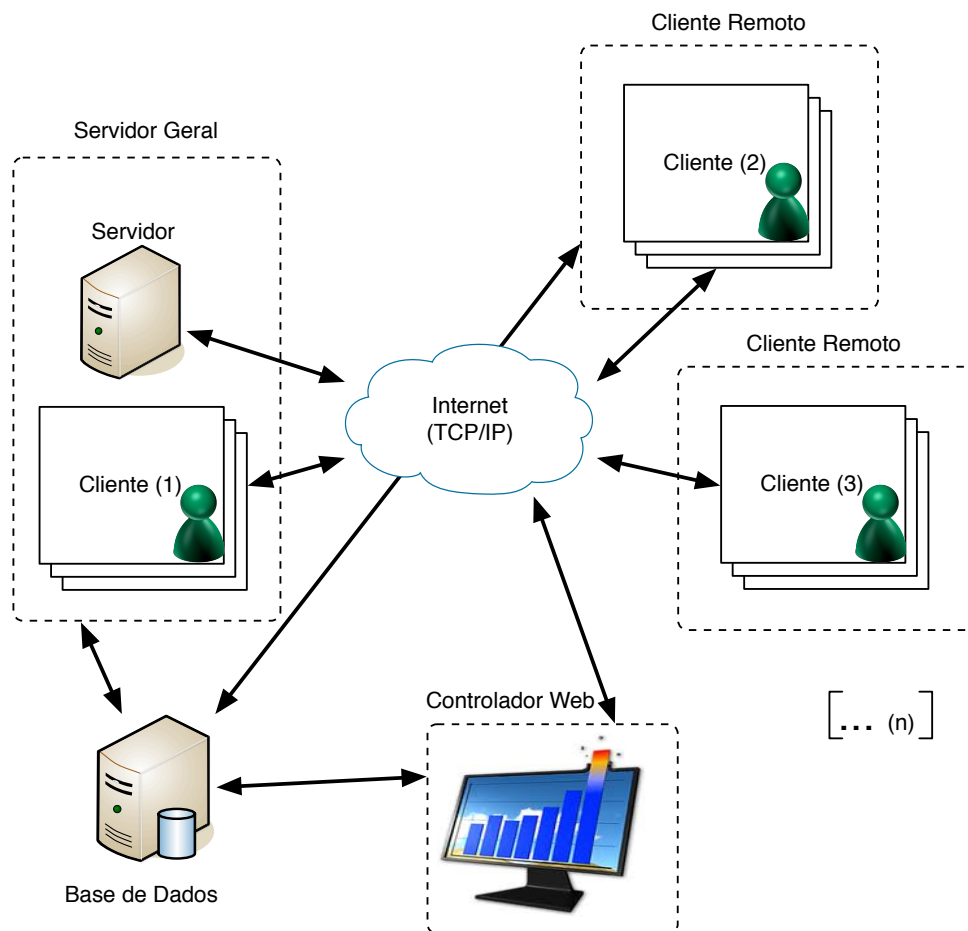 Cliente Remoto
Cliente (2)
Servidor Geral
Servidor
Cliente Remoto
Internet
(TCP/IP)
Cliente (1)
Cliente (3)
Controlador Web
[... (n)]
Base de Dados